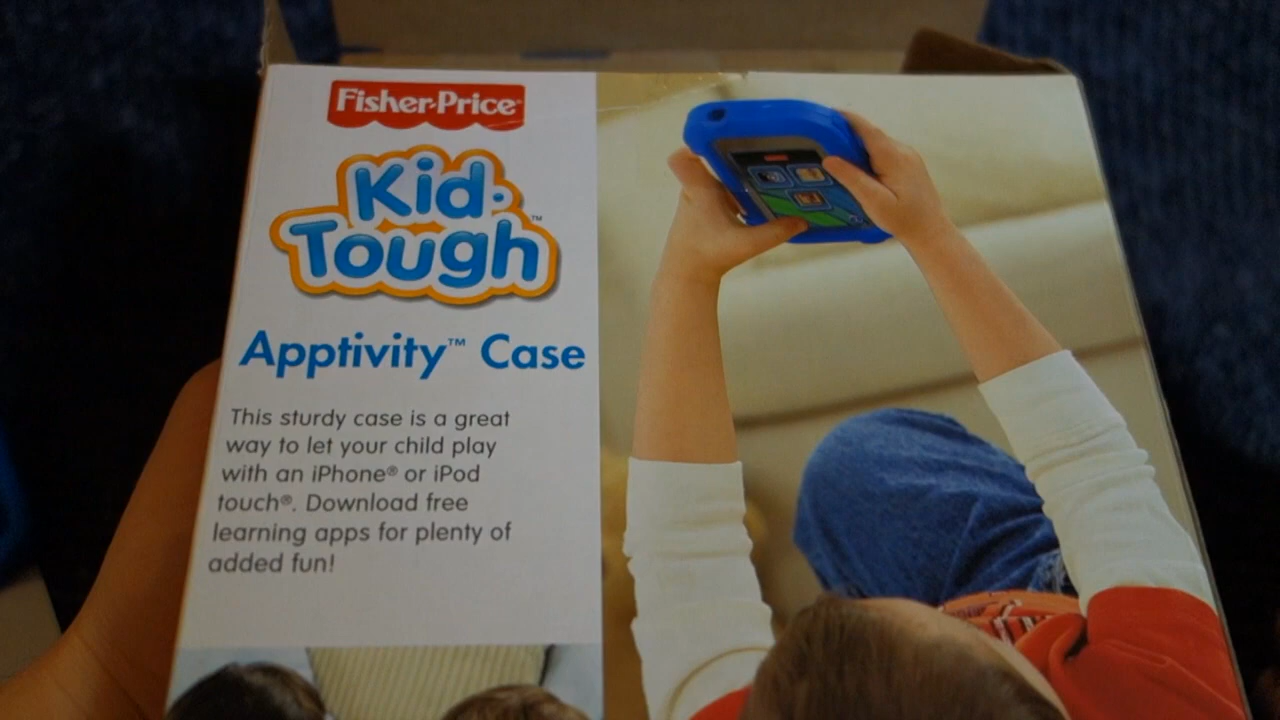 Fisher-Price
Kid-
Tough™
Apptivity™ Case
This sturdy case is a great
way to let your child play
with an iPhone® or iPod
touch®. Download free
learning apps for plenty of
added fun!